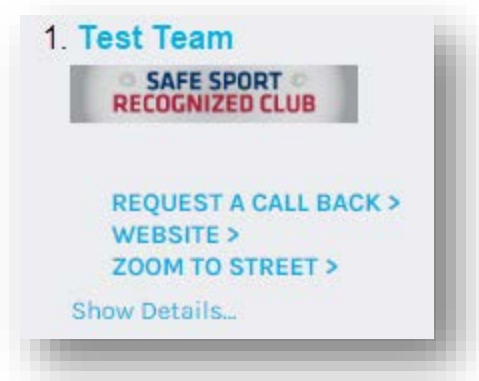 1. Test Team
SAFE SPORT
RECOGNIZED CLUB
REQUEST A CALL BACK >
WEBSITE >
ZOOM TO STREET >
Show Details...